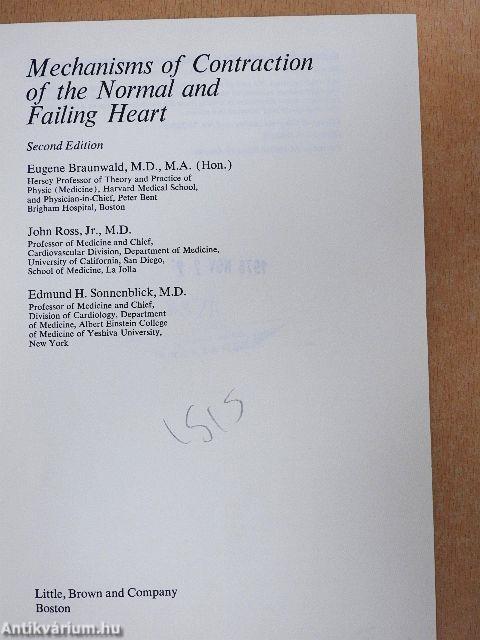 Mechanisms of Contraction
of the Normal and
Failing Heart
Second Edition
Eugene Braunwald, M.D., M.A. (Hon.)
Hersey Professor of Theory and Practice of
Physic (Medicine), Harvard Medical School,
and Physician-in-Chief, Peter Bent
Brigham Hospital, Boston
John Ross, Jr., M.D.
Professor of Medicine and Chief,
Cardiovascular Division, Department of Medicine,
University of California, San Diego,
School of Medicine, La Jolla
Edmund H. Sonnenblick, M.D.
Professor of Medicine and Chief,
Division of Cardiology, Department
of Medicine, Albert Einstein College
of Medicine of Yeshiva University,
New York
Little, Brown and Company
Boston
Antikvárium.hu